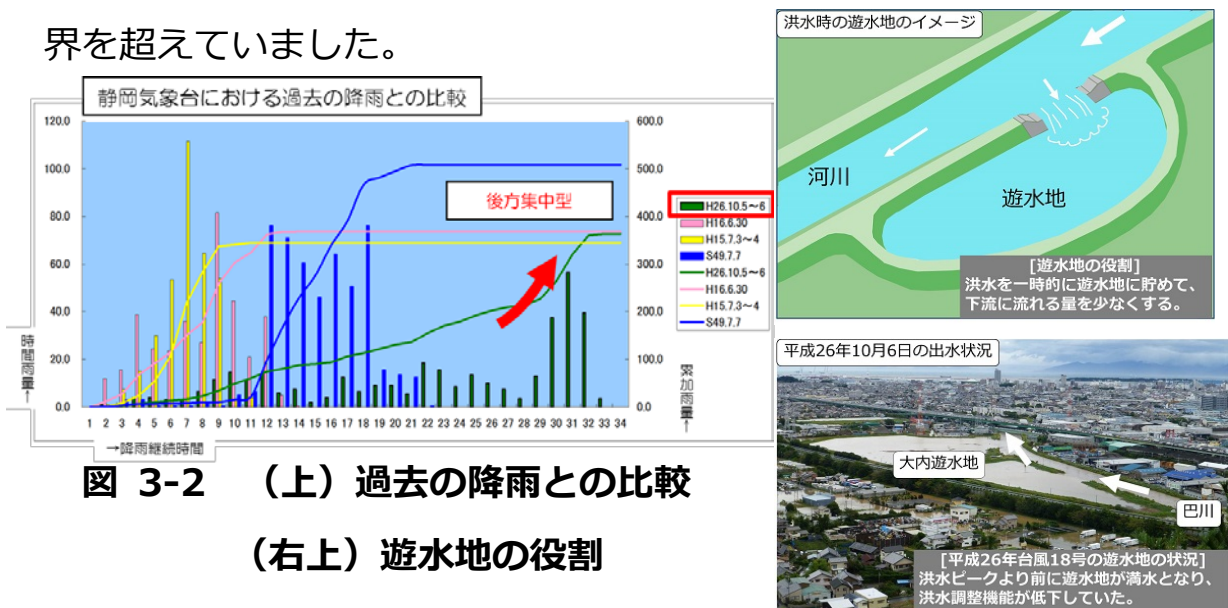 界を超えていました。
静岡気象台における過去の降雨との比較
120.0
100.0
80.0
60.0
40.0
20.0
0.0
600.0
500.0
400.0
300.0
200.0
100.0
0.0
後方集中型
H26.10.5～6
H16.6.30
H15.7.3～4
S49.7.7
H26.10.5～6
H16.6.30
H15.7.3～4
S49.7.7
時間雨量→
累加雨量→
1 2 3 4 5 6 7 8 9 10 11 12 13 14 15 16 17 18 19 20 21 22 23 24 25 26 27 28 29 30 31 32 33 34
→降雨継続時間
図 3-2 （上）過去の降雨との比較
（右上）遊水地の役割
洪水時の遊水地のイメージ
河川
遊水地
[遊水地の役割]
洪水を一時的に遊水地に貯めて、
下流に流れる量を少なくする。
平成26年10月6日の出水状況
大内遊水地
巴川
[平成26年台風18号の遊水地の状況]
洪水ピークより前に遊水地が満水となり、
洪水調整機能が低下していた。